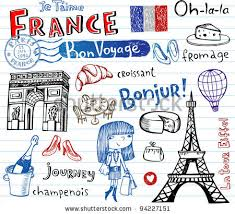 Je T'aime
FRANCE
Oh-la-la
Bon Voyage
fromage
croissant
Bonjur!
shutterstock
JOURNEY
champenois
La tour Eiffel
www.shutterstock.com · 94227151